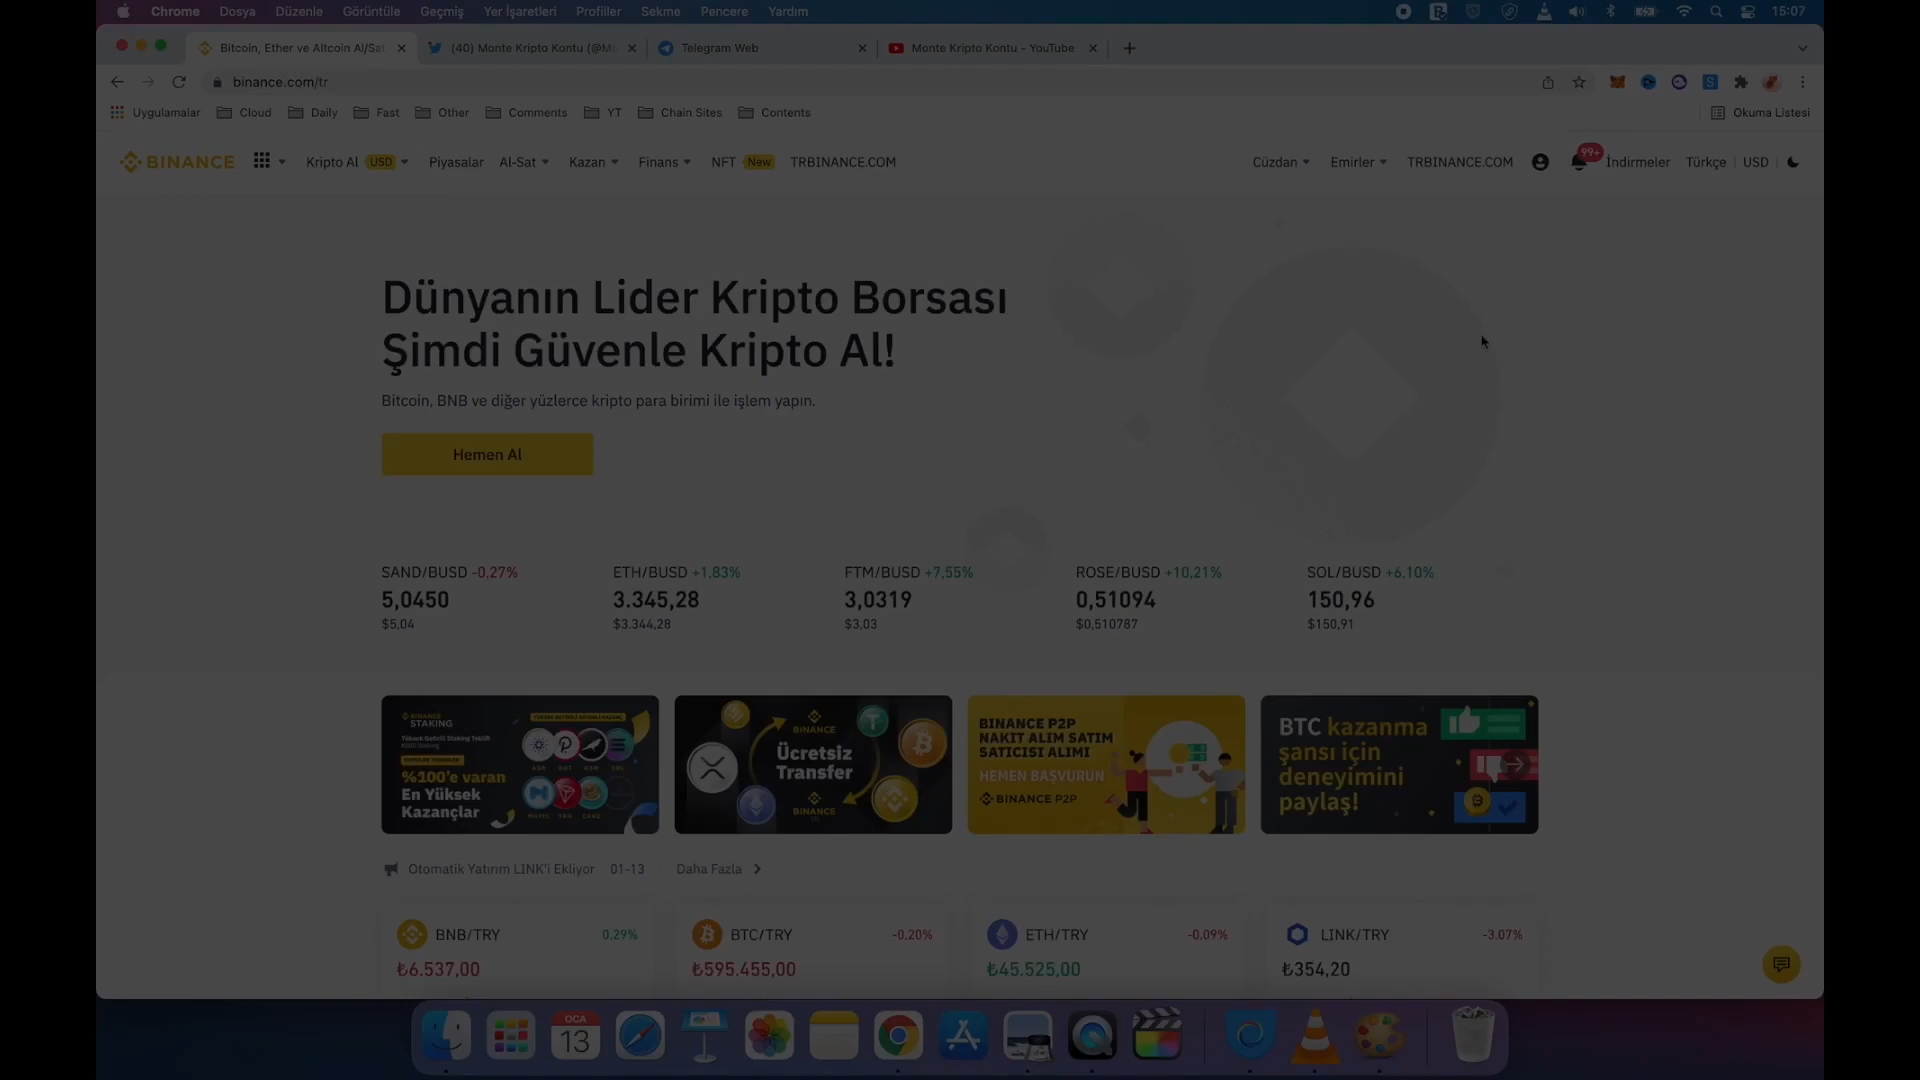 Chrome Dosya Düzenle Görüntüle Geçmiş Yer İşaretleri Profiller Sekme Pencere Yardım 15:07
Bitcoin, Ether ve Altcoin Al/Sat (40) Monte Kripto Kontu (@Mo Telegram Web Monte Kripto Kontu - YouTube
binance.com/tr
Uygulamalar Cloud Daily Fast Other Comments YT Chain Sites Contents Okuma Listesi
BINANCE Kripto Al USD Piyasalar Al-Sat Kazan Finans NFT New TRBINANCE.COM Cüzdan Emirler TRBINANCE.COM 99+ İndirmeler Türkçe USD
Dünyanın Lider Kripto Borsası
Şimdi Güvenle Kripto Al!
Bitcoin, BNB ve diğer yüzlerce kripto para birimi ile işlem yapın.
Hemen Al
SAND/BUSD -0,27% ETH/BUSD +1,83% FTM/BUSD +7,55% ROSE/BUSD +10,21% SOL/BUSD +6,10%
5,0450 3.345,28 3,0319 0,51094 150,96
$5,04 $3.344,28 $3,03 $0,510787 $150,91
BINANCE
STAKING
Yüksek Getirili Staking Teklifi
%100'e varan
En Yüksek
Kazançlar
BINANCE
Ücretsiz
Transfer
BINANCE
BINANCE P2P
NAKİT ALIM SATIM
SATICISI ALIMI
HEMEN BAŞVURUN
BINANCE P2P
BTC kazanma
şansı için
deneyimini
paylaş!
Otomatik Yatırım LINK'i Ekliyor 01-13 Daha Fazla
BNB/TRY 0,29% BTC/TRY -0,20% ETH/TRY -0,09% LINK/TRY -3,07%
₺6.537,00 ₺595.455,00 ₺45.525,00 ₺354,20
OCA
13